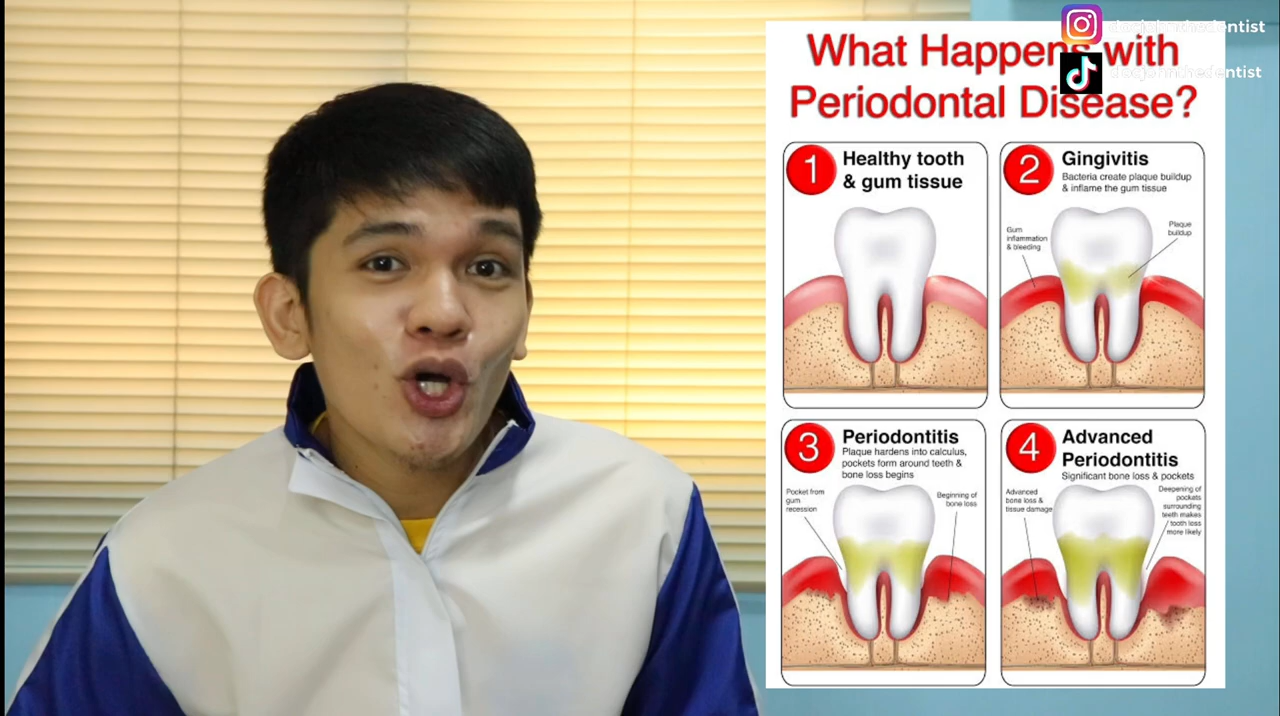 docjohnthedentist
docjohnthedentist
What Happens with
Periodontal Disease?
1
Healthy tooth
& gum tissue
2
Gingivitis
Bacteria create plaque buildup
& inflame the gum tissue
Gum
inflammation
& bleeding
Plaque
buildup
3
Periodontitis
Plaque hardens into calculus,
pockets form around teeth &
bone loss begins
Pocket from
gum
recession
Beginning of
bone loss
4
Advanced
Periodontitis
Significant bone loss & pockets
Advanced
bone loss &
tissue damage
Deepening of
pockets
surrounding
teeth makes
tooth loss
more likely